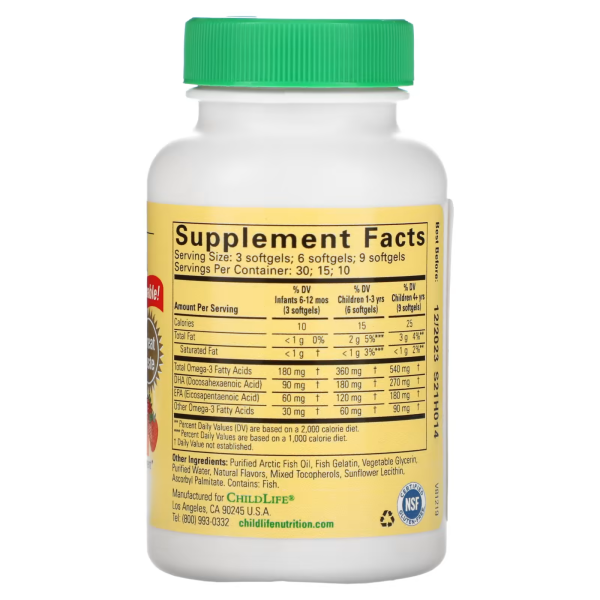 Supplement Facts
Serving Size: 3 softgels; 6 softgels; 9 softgels
Servings Per Container: 30; 15; 10
Amount Per Serving % DV Infants 6-12 mos (3 softgels) % DV Children 1-3 yrs (6 softgels) % DV Children 4+ yrs (9 softgels)
Calories 10 15 25
Total Fat <1 g 0% 2 g 5%*** 3 g 4%**
Saturated Fat <1 g † <1 g 3%*** <1 g 2%**
Total Omega-3 Fatty Acids 180 mg † 360 mg † 540 mg †
DHA (Docosahexaenoic Acid) 90 mg † 180 mg † 270 mg †
EPA (Eicosapentaenoic Acid) 60 mg † 120 mg † 180 mg †
Other Omega-3 Fatty Acids 30 mg † 60 mg † 90 mg †
** Percent Daily Values (DV) are based on a 2,000 calorie diet.
*** Percent Daily Values are based on a 1,000 calorie diet.
† Daily Value not established.
Other Ingredients: Purified Arctic Fish Oil, Fish Gelatin, Vegetable Glycerin,
Purified Water, Natural Flavors, Mixed Tocopherols, Sunflower Lecithin,
Ascorbyl Palmitate. Contains: Fish.
Manufactured for CHILDLIFE®
Los Angeles, CA 90245 U.S.A.
Tel (800) 993-0332 childlifenutrition.com
CERTIFIED
NSF
GLUTEN-FREE
Best Before: 12/2023 S21H014
VB1219